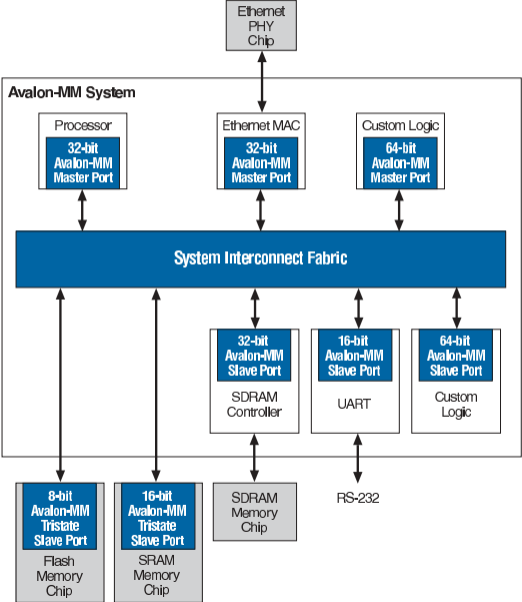 Ethernet
PHY
Chip
Avalon-MM System
Processor
32-bit
Avalon-MM
Master Port
Ethernet MAC
32-bit
Avalon-MM
Master Port
Custom Logic
64-bit
Avalon-MM
Master Port
System Interconnect Fabric
32-bit
Avalon-MM
Slave Port
SDRAM
Controller
16-bit
Avalon-MM
Slave Port
UART
64-bit
Avalon-MM
Slave Port
Custom
Logic
8-bit
Avalon-MM
Tristate
Slave Port
Flash
Memory
Chip
16-bit
Avalon-MM
Tristate
Slave Port
SRAM
Memory
Chip
SDRAM
Memory
Chip
RS-232